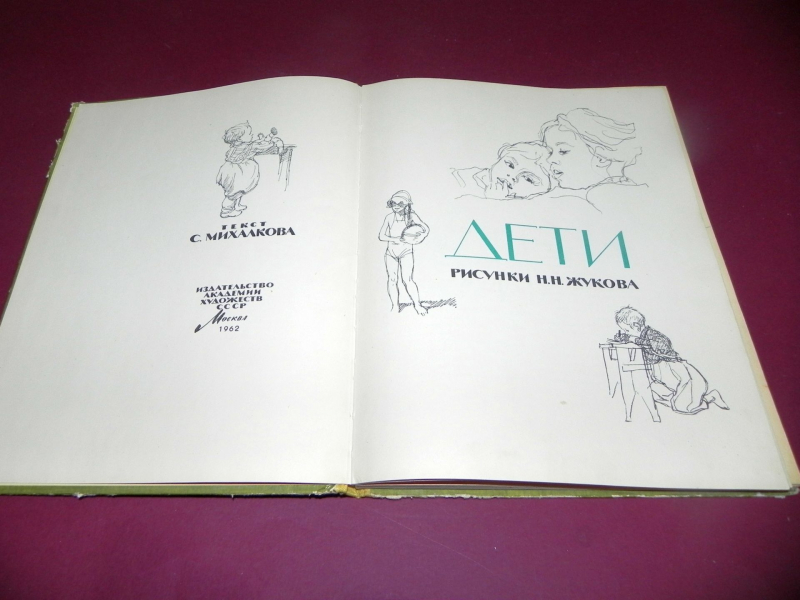 ТЕКСТ
С. МИХАЛКОВА
ИЗДАТЕЛЬСТВО
АКАДЕМИИ
ХУДОЖЕСТВ
СССР
Москва
1962
ДЕТИ
РИСУНКИ Н.Н. ЖУКОВА